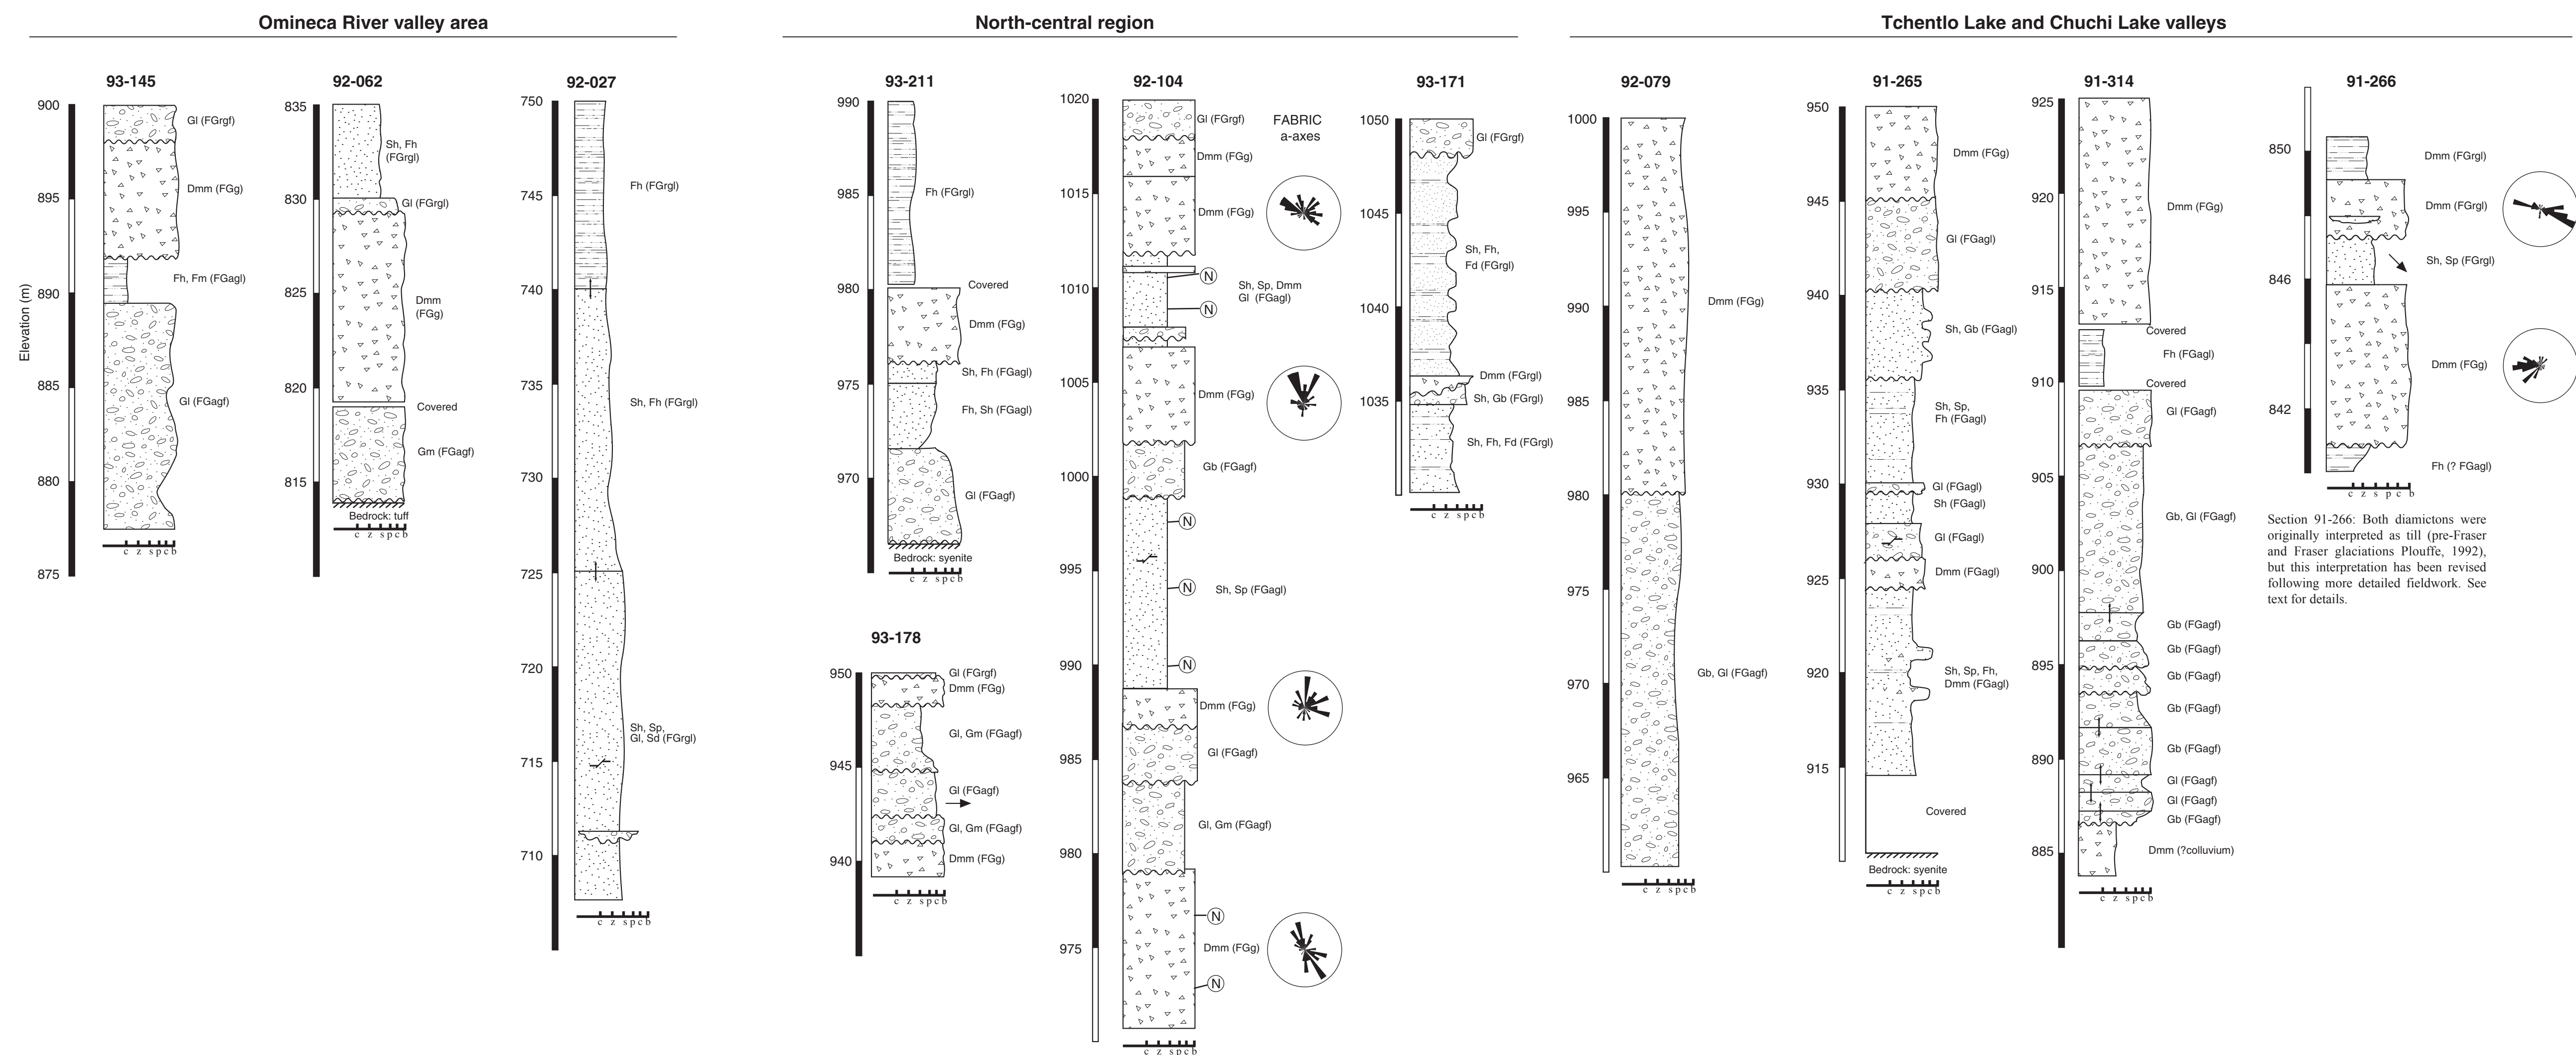 Omineca River valley area
North-central region
Tchentlo Lake and Chuchi Lake valleys
Elevation (m)
93-145
900
895
890
885
880
875
Gl (FGrgf)
Dmm (FGg)
Fh, Fm (FGagl)
Gl (FGagf)
c z s p c b
92-062
835
830
825
820
815
Sh, Fh
(FGrgl)
Gl (FGrgl)
Dmm
(FGg)
Covered
Gm (FGagf)
Bedrock: tuff
c z s p c b
92-027
750
745
740
735
730
725
720
715
710
Fh (FGrgl)
Sh, Fh (FGrgl)
Sh, Sp,
Gl, Sd (FGrgl)
c z s p c b
93-211
990
985
980
975
970
Fh (FGrgl)
Covered
Dmm (FGg)
Sh, Fh (FGagl)
Fh, Sh (FGagl)
Gl (FGagf)
Bedrock: syenite
c z s p c b
93-178
950
945
940
Gl (FGrgf)
Dmm (FGg)
Gl, Gm (FGagf)
Gl (FGagf)
Gl, Gm (FGagf)
Dmm (FGg)
c z s p c b
92-104
1020
1015
1010
1005
1000
995
990
985
980
975
Gl (FGrgf)
FABRIC
a-axes
Dmm (FGg)
Dmm (FGg)
N
Sh, Sp, Dmm
Gl (FGagl)
N
Dmm (FGg)
Gb (FGagf)
N
N
Sh, Sp (FGagl)
N
Dmm (FGg)
Gl (FGagf)
Gl, Gm (FGagf)
N
Dmm (FGg)
N
c z s p c b
93-171
1050
1045
1040
1035
Gl (FGrgf)
Sh, Fh,
Fd (FGrgl)
Dmm (FGrgl)
Sh, Gb (FGrgl)
Sh, Fh, Fd (FGrgl)
c z s p c b
92-079
1000
995
990
985
980
975
970
965
Dmm (FGg)
Gb, Gl (FGagf)
c z s p c b
91-265
950
945
940
935
930
925
920
915
Dmm (FGg)
Gl (FGagl)
Sh, Gb (FGagl)
Sh, Sp,
Fh (FGagl)
Gl (FGagl)
Sh (FGagl)
Gl (FGagl)
Dmm (FGagl)
Sh, Sp, Fh,
Dmm (FGagl)
Covered
Bedrock: syenite
c z s p c b
91-314
925
920
915
910
905
900
895
890
885
Dmm (FGg)
Covered
Fh (FGagl)
Covered
Gl (FGagf)
Gb, Gl (FGagf)
Gb (FGagf)
Gb (FGagf)
Gb (FGagf)
Gb (FGagf)
Gb (FGagf)
Gl (FGagf)
Gl (FGagf)
Gb (FGagf)
Dmm (?colluvium)
c z s p c b
91-266
850
846
842
Dmm (FGrgl)
Dmm (FGrgl)
Sh, Sp (FGrgl)
Dmm (FGg)
Fh (? FGagl)
c z s p c b
Section 91-266: Both diamictons were
originally interpreted as till (pre-Fraser
and Fraser glaciations Plouffe, 1992),
but this interpretation has been revised
following more detailed fieldwork. See
text for details.